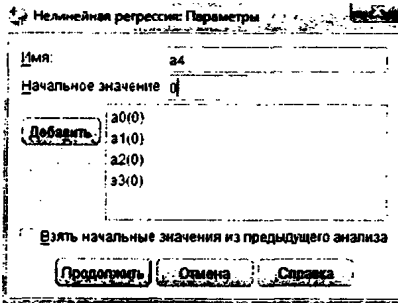 Нелинейная регрессия: Параметры
Имя: a4
Начальное значение 0
Добавить
a0(0)
a1(0)
a2(0)
a3(0)
Взять начальные значения из предыдущего анализа
Продолжить Отмена Справка